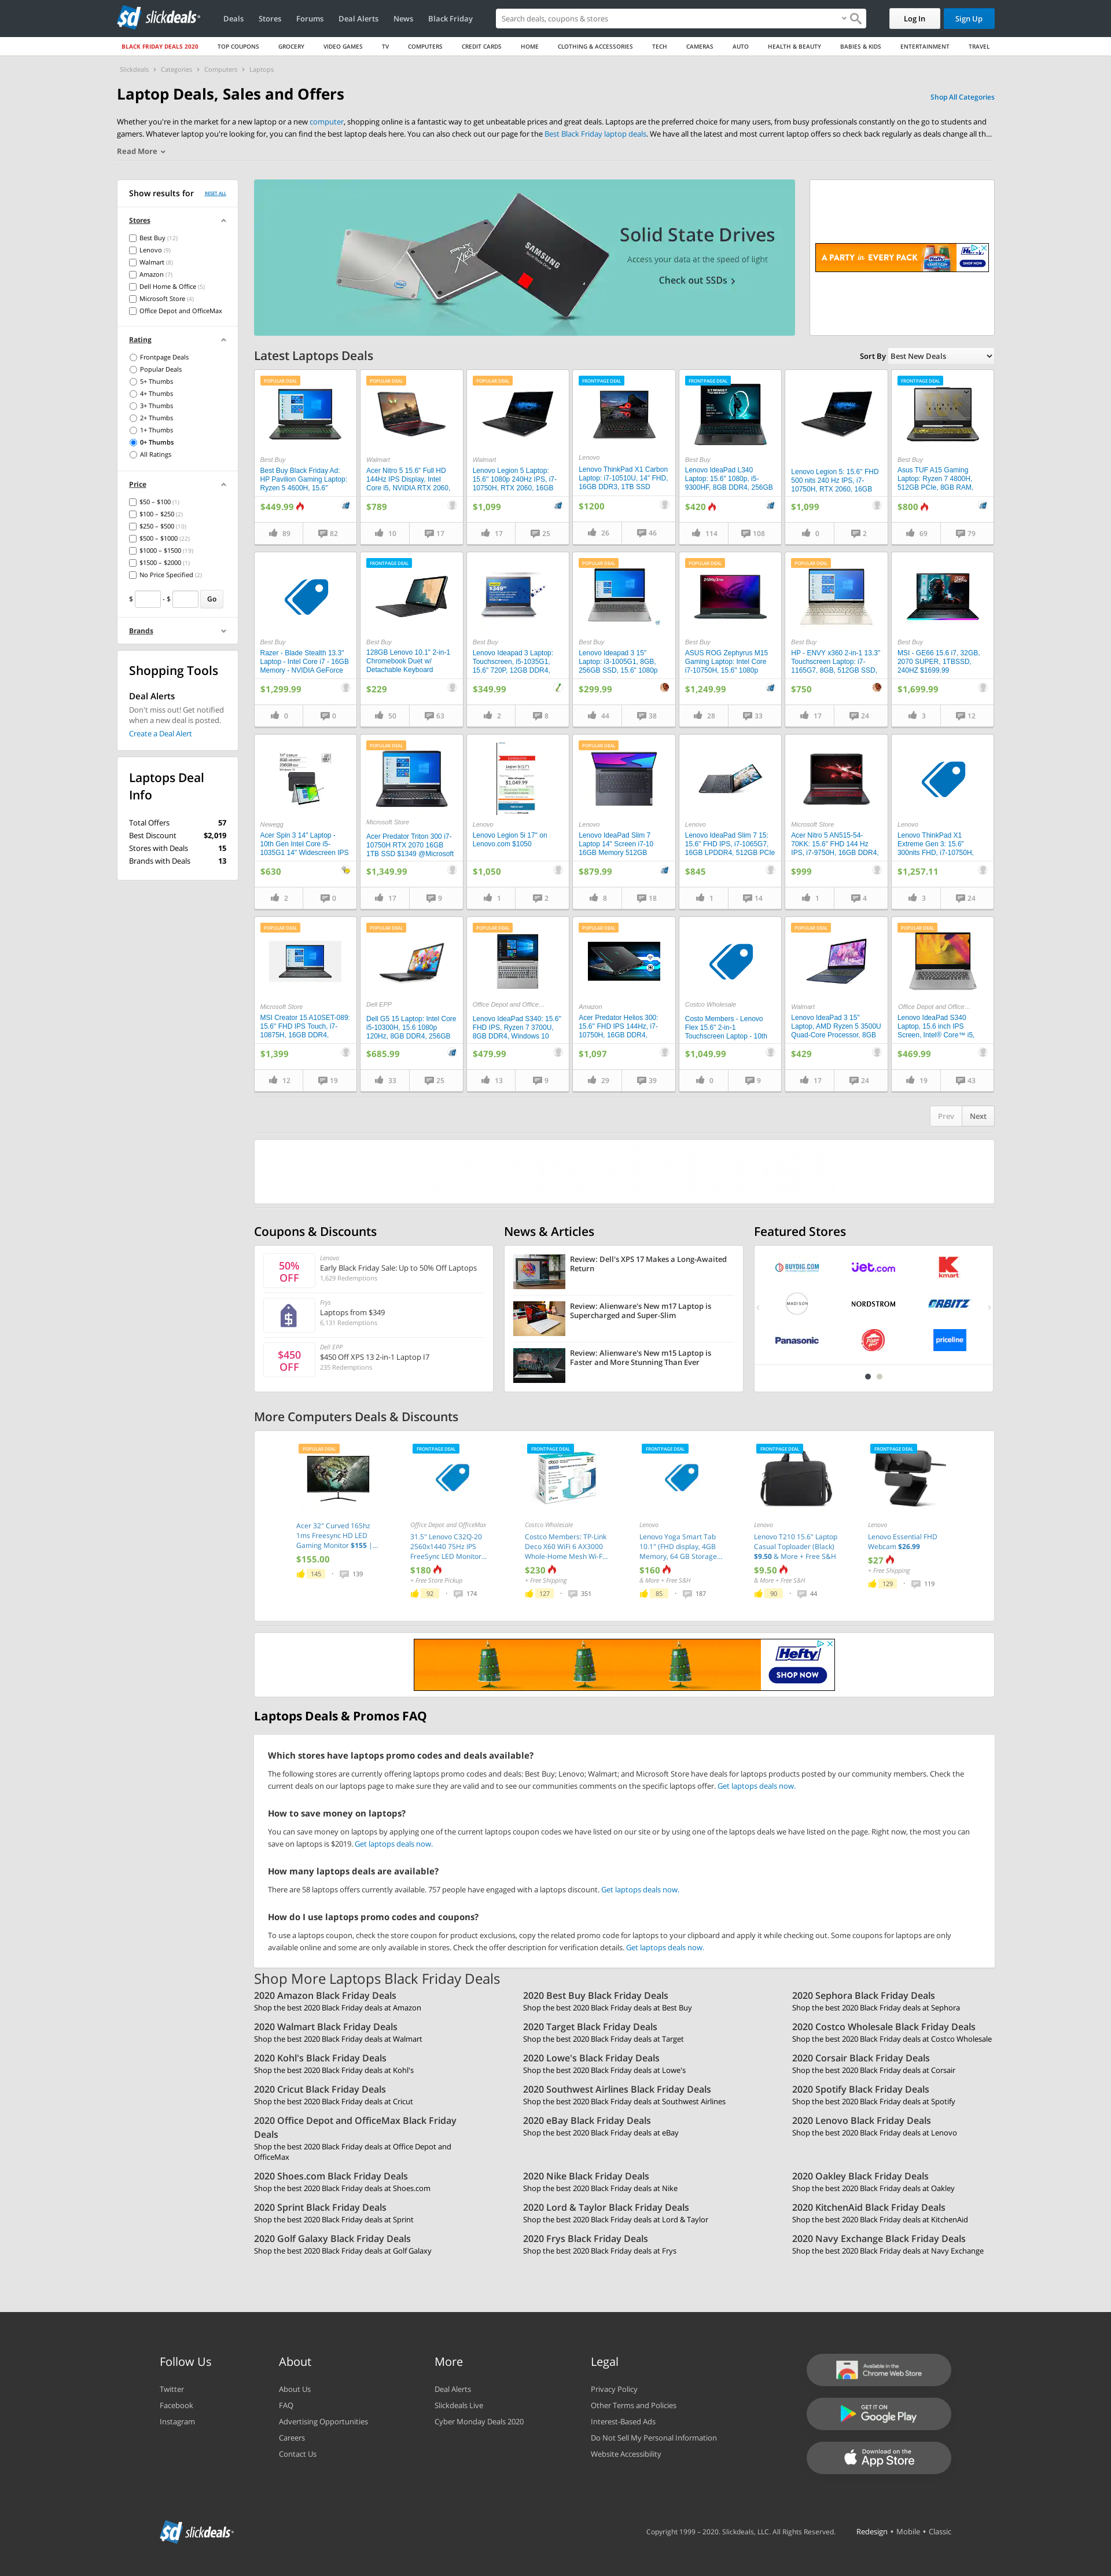 sd slickdeals
Deals
Stores
Forums
Deal Alerts
News
Black Friday
Search deals, coupons & stores
Log In
Sign Up
BLACK FRIDAY DEALS 2020
TOP COUPONS
GROCERY
VIDEO GAMES
TV
COMPUTERS
CREDIT CARDS
HOME
CLOTHING & ACCESSORIES
TECH
CAMERAS
AUTO
HEALTH & BEAUTY
BABIES & KIDS
ENTERTAINMENT
TRAVEL
Slickdeals › Categories › Computers › Laptops
Laptop Deals, Sales and Offers
Shop All Categories
Whether you're in the market for a new laptop or a new computer, shopping online is a fantastic way to get unbeatable prices and great deals. Laptops are the preferred choice for many users, from busy professionals constantly on the go to students and
gamers. Whatever laptop you're looking for, you can find the best laptop deals here. You can also check out our page for the Best Black Friday laptop deals. We have all the latest and most current laptop offers so check back regularly as deals change all th...
Read More
Show results for
RESET ALL
Stores
Best Buy (12)
Lenovo (9)
Walmart (8)
Amazon (7)
Dell Home & Office (5)
Microsoft Store (4)
Office Depot and OfficeMax
Rating
Frontpage Deals
Popular Deals
5+ Thumbs
4+ Thumbs
3+ Thumbs
2+ Thumbs
1+ Thumbs
0+ Thumbs
All Ratings
Price
$50 – $100 (1)
$100 – $250 (2)
$250 – $500 (10)
$500 – $1000 (22)
$1000 – $1500 (19)
$1500 – $2000 (1)
No Price Specified (2)
$ - $ Go
Brands
Shopping Tools
Deal Alerts
Don't miss out! Get notified
when a new deal is posted.
Create a Deal Alert
Laptops Deal
Info
Total Offers 57
Best Discount $2,019
Stores with Deals 15
Brands with Deals 13
SAMSUNG
Solid State Drives
Access your data at the speed of light
Check out SSDs
A PARTY in EVERY PACK
Hefty
SHOP NOW
Latest Laptops Deals
Sort By Best New Deals
POPULAR DEAL
Best Buy
Best Buy Black Friday Ad:
HP Pavilion Gaming Laptop:
Ryzen 5 4600H, 15.6"
$449.99
89 82
POPULAR DEAL
Walmart
Acer Nitro 5 15.6" Full HD
144Hz IPS Display, Intel
Core i5, NVIDIA RTX 2060,
$789
10 17
POPULAR DEAL
Walmart
Lenovo Legion 5 Laptop:
15.6" 1080p 240Hz IPS, i7-
10750H, RTX 2060, 16GB
$1,099
17 25
FRONTPAGE DEAL
Lenovo
Lenovo ThinkPad X1 Carbon
Laptop: i7-10510U, 14" FHD,
16GB DDR3, 1TB SSD
$1200
26 46
FRONTPAGE DEAL
Best Buy
Lenovo IdeaPad L340
Laptop: 15.6" 1080p, i5-
9300HF, 8GB DDR4, 256GB
$420
114 108
Lenovo Legion 5: 15.6" FHD
500 nits 240 Hz IPS, i7-
10750H, RTX 2060, 16GB
$1,099
0 2
FRONTPAGE DEAL
Best Buy
Asus TUF A15 Gaming
Laptop: Ryzen 7 4800H,
512GB PCIe, 8GB RAM,
$800
69 79
Best Buy
Razer - Blade Stealth 13.3"
Laptop - Intel Core i7 - 16GB
Memory - NVIDIA GeForce
$1,299.99
0 0
FRONTPAGE DEAL
Best Buy
128GB Lenovo 10.1" 2-in-1
Chromebook Duet w/
Detachable Keyboard
$229
50 63
Best Buy
Lenovo Ideapad 3 Laptop:
Touchscreen, i5-1035G1,
15.6" 720P, 12GB DDR4,
$349.99
2 8
POPULAR DEAL
Best Buy
Lenovo Ideapad 3 15"
Laptop: i3-1005G1, 8GB,
256GB SSD, 15.6" 1080p
$299.99
44 38
POPULAR DEAL
Best Buy
ASUS ROG Zephyrus M15
Gaming Laptop: Intel Core
i7-10750H, 15.6" 1080p
$1,249.99
28 33
POPULAR DEAL
Best Buy
HP - ENVY x360 2-in-1 13.3"
Touchscreen Laptop: i7-
1165G7, 8GB, 512GB SSD,
$750
17 24
Best Buy
MSI - GE66 15.6 i7, 32GB,
2070 SUPER, 1TBSSD,
240HZ $1699.99
$1,699.99
3 12
Newegg
Acer Spin 3 14" Laptop -
10th Gen Intel Core i5-
1035G1 14" Widescreen IPS
$630
2 0
POPULAR DEAL
Microsoft Store
Acer Predator Triton 300 i7-
10750H RTX 2070 16GB
1TB SSD $1349 @Microsoft
$1,349.99
17 9
$1,049.99
Lenovo
Lenovo Legion 5i 17" on
Lenovo.com $1050
$1,050
1 2
POPULAR DEAL
Lenovo
Lenovo IdeaPad Slim 7
Laptop 14" Screen i7-10
16GB Memory 512GB
$879.99
8 18
Lenovo
Lenovo IdeaPad Slim 7 15:
15.6" FHD IPS, i7-1065G7,
16GB LPDDR4, 512GB PCIe
$845
1 14
Microsoft Store
Acer Nitro 5 AN515-54-
70KK: 15.6" FHD 144 Hz
IPS, i7-9750H, 16GB DDR4,
$999
1 4
Lenovo
Lenovo ThinkPad X1
Extreme Gen 3: 15.6"
300nits FHD, i7-10750H,
$1,257.11
3 24
POPULAR DEAL
Microsoft Store
MSI Creator 15 A10SET-089:
15.6" FHD IPS Touch, i7-
10875H, 16GB DDR4,
$1,399
12 19
POPULAR DEAL
Dell EPP
Dell G5 15 Laptop: Intel Core
i5-10300H, 15.6 1080p
120Hz, 8GB DDR4, 256GB
$685.99
33 25
POPULAR DEAL
Office Depot and Office...
Lenovo IdeaPad S340: 15.6"
FHD IPS, Ryzen 7 3700U,
8GB DDR4, Windows 10
$479.99
13 9
POPULAR DEAL
Amazon
Acer Predator Helios 300:
15.6" FHD IPS 144Hz, i7-
10750H, 16GB DDR4,
$1,097
29 39
Costco Wholesale
Costo Members - Lenovo
Flex 15.6" 2-in-1
Touchscreen Laptop - 10th
$1,049.99
0 9
POPULAR DEAL
Walmart
Lenovo IdeaPad 3 15"
Laptop, AMD Ryzen 5 3500U
Quad-Core Processor, 8GB
$429
17 24
POPULAR DEAL
Office Depot and Office...
Lenovo IdeaPad S340
Laptop, 15.6 inch IPS
Screen, Intel® Core™ i5,
$469.99
19 43
Prev Next
Coupons & Discounts
50%
OFF
Lenovo
Early Black Friday Sale: Up to 50% Off Laptops
1,629 Redemptions
Frys
Laptops from $349
6,131 Redemptions
$450
OFF
Dell EPP
$450 Off XPS 13 2-in-1 Laptop I7
235 Redemptions
News & Articles
Review: Dell's XPS 17 Makes a Long-Awaited
Return
Review: Alienware's New m17 Laptop is
Supercharged and Super-Slim
Review: Alienware's New m15 Laptop is
Faster and More Stunning Than Ever
Featured Stores
BUYDIG.COM
jet.com
kmart
MADISON
NORDSTROM
ORBITZ
Panasonic
Pizza Hut
priceline
More Computers Deals & Discounts
POPULAR DEAL
Acer 32" Curved 165hz
1ms Freesync HD LED
Gaming Monitor $155 |...
$155.00
145 139
FRONTPAGE DEAL
Office Depot and OfficeMax
31.5" Lenovo C32Q-20
2560x1440 75Hz IPS
FreeSync LED Monitor...
$180
+ Free Store Pickup
92 174
FRONTPAGE DEAL
Costco Wholesale
Costco Members: TP-Link
Deco X60 WiFi 6 AX3000
Whole-Home Mesh Wi-F...
$230
+ Free Shipping
127 351
FRONTPAGE DEAL
Lenovo
Lenovo Yoga Smart Tab
10.1" (FHD display, 4GB
Memory, 64 GB Storage...
$160
& More + Free S&H
85 187
FRONTPAGE DEAL
Lenovo
Lenovo T210 15.6" Laptop
Casual Toploader (Black)
$9.50 & More + Free S&H
$9.50
& More + Free S&H
90 44
FRONTPAGE DEAL
Lenovo
Lenovo Essential FHD
Webcam $26.99
$27
+ Free Shipping
129 119
Hefty
SHOP NOW
Laptops Deals & Promos FAQ
Which stores have laptops promo codes and deals available?
The following stores are currently offering laptops promo codes and deals: Best Buy; Lenovo; Walmart; and Microsoft Store have deals for laptops products posted by our community members. Check the
current deals on our laptops page to make sure they are valid and to see our communities comments on the specific laptops offer. Get laptops deals now.
How to save money on laptops?
You can save money on laptops by applying one of the current laptops coupon codes we have listed on our site or by using one of the laptops deals we have listed on the page. Right now, the most you can
save on laptops is $2019. Get laptops deals now.
How many laptops deals are available?
There are 58 laptops offers currently available. 757 people have engaged with a laptops discount. Get laptops deals now.
How do I use laptops promo codes and coupons?
To use a laptops coupon, check the store coupon for product exclusions, copy the related promo code for laptops to your clipboard and apply it while checking out. Some coupons for laptops are only
available online and some are only available in stores. Check the offer description for verification details. Get laptops deals now.
Shop More Laptops Black Friday Deals
2020 Amazon Black Friday Deals
Shop the best 2020 Black Friday deals at Amazon
2020 Best Buy Black Friday Deals
Shop the best 2020 Black Friday deals at Best Buy
2020 Sephora Black Friday Deals
Shop the best 2020 Black Friday deals at Sephora
2020 Walmart Black Friday Deals
Shop the best 2020 Black Friday deals at Walmart
2020 Target Black Friday Deals
Shop the best 2020 Black Friday deals at Target
2020 Costco Wholesale Black Friday Deals
Shop the best 2020 Black Friday deals at Costco Wholesale
2020 Kohl's Black Friday Deals
Shop the best 2020 Black Friday deals at Kohl's
2020 Lowe's Black Friday Deals
Shop the best 2020 Black Friday deals at Lowe's
2020 Corsair Black Friday Deals
Shop the best 2020 Black Friday deals at Corsair
2020 Cricut Black Friday Deals
Shop the best 2020 Black Friday deals at Cricut
2020 Southwest Airlines Black Friday Deals
Shop the best 2020 Black Friday deals at Southwest Airlines
2020 Spotify Black Friday Deals
Shop the best 2020 Black Friday deals at Spotify
2020 Office Depot and OfficeMax Black Friday
Deals
Shop the best 2020 Black Friday deals at Office Depot and
OfficeMax
2020 eBay Black Friday Deals
Shop the best 2020 Black Friday deals at eBay
2020 Lenovo Black Friday Deals
Shop the best 2020 Black Friday deals at Lenovo
2020 Shoes.com Black Friday Deals
Shop the best 2020 Black Friday deals at Shoes.com
2020 Nike Black Friday Deals
Shop the best 2020 Black Friday deals at Nike
2020 Oakley Black Friday Deals
Shop the best 2020 Black Friday deals at Oakley
2020 Sprint Black Friday Deals
Shop the best 2020 Black Friday deals at Sprint
2020 Lord & Taylor Black Friday Deals
Shop the best 2020 Black Friday deals at Lord & Taylor
2020 KitchenAid Black Friday Deals
Shop the best 2020 Black Friday deals at KitchenAid
2020 Golf Galaxy Black Friday Deals
Shop the best 2020 Black Friday deals at Golf Galaxy
2020 Frys Black Friday Deals
Shop the best 2020 Black Friday deals at Frys
2020 Navy Exchange Black Friday Deals
Shop the best 2020 Black Friday deals at Navy Exchange
Follow Us
Twitter
Facebook
Instagram
About
About Us
FAQ
Advertising Opportunities
Careers
Contact Us
More
Deal Alerts
Slickdeals Live
Cyber Monday Deals 2020
Legal
Privacy Policy
Other Terms and Policies
Interest-Based Ads
Do Not Sell My Personal Information
Website Accessibility
Available in the
Chrome Web Store
GET IT ON
Google Play
Download on the
App Store
sd slickdeals
Copyright 1999 – 2020. Slickdeals, LLC. All Rights Reserved.
Redesign • Mobile • Classic